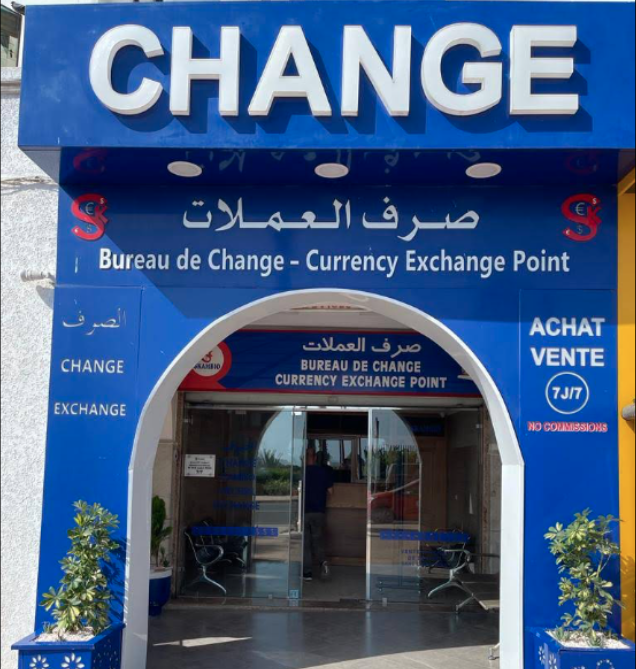 CHANGE
صرف العملات
Bureau de Change – Currency Exchange Point
الصرف
CHANGE
EXCHANGE
ACHAT
VENTE
7J/7
NO COMMISSIONS
صرف العملات
BUREAU DE CHANGE
CURRENCY EXCHANGE POINT